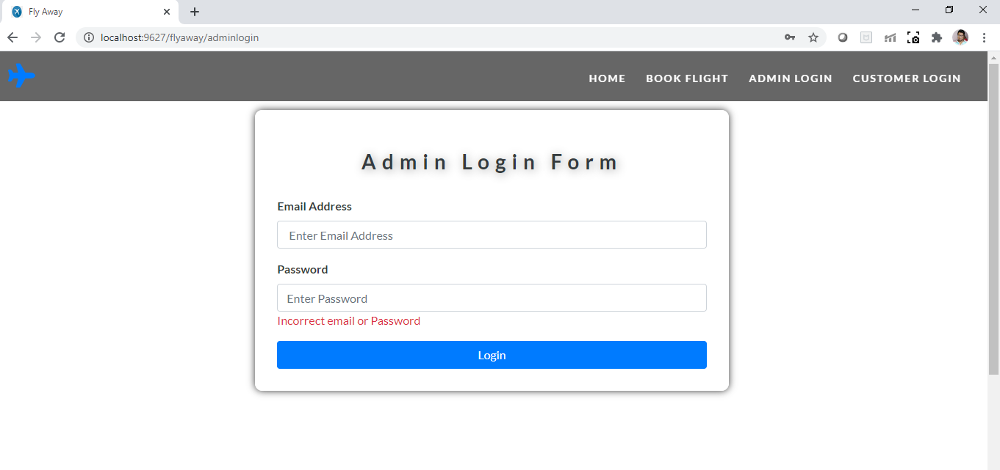 Fly Away
localhost:9627/flyaway/adminlogin
HOME BOOK FLIGHT ADMIN LOGIN CUSTOMER LOGIN
Admin Login Form
Email Address
Enter Email Address
Password
Enter Password
Incorrect email or Password
Login